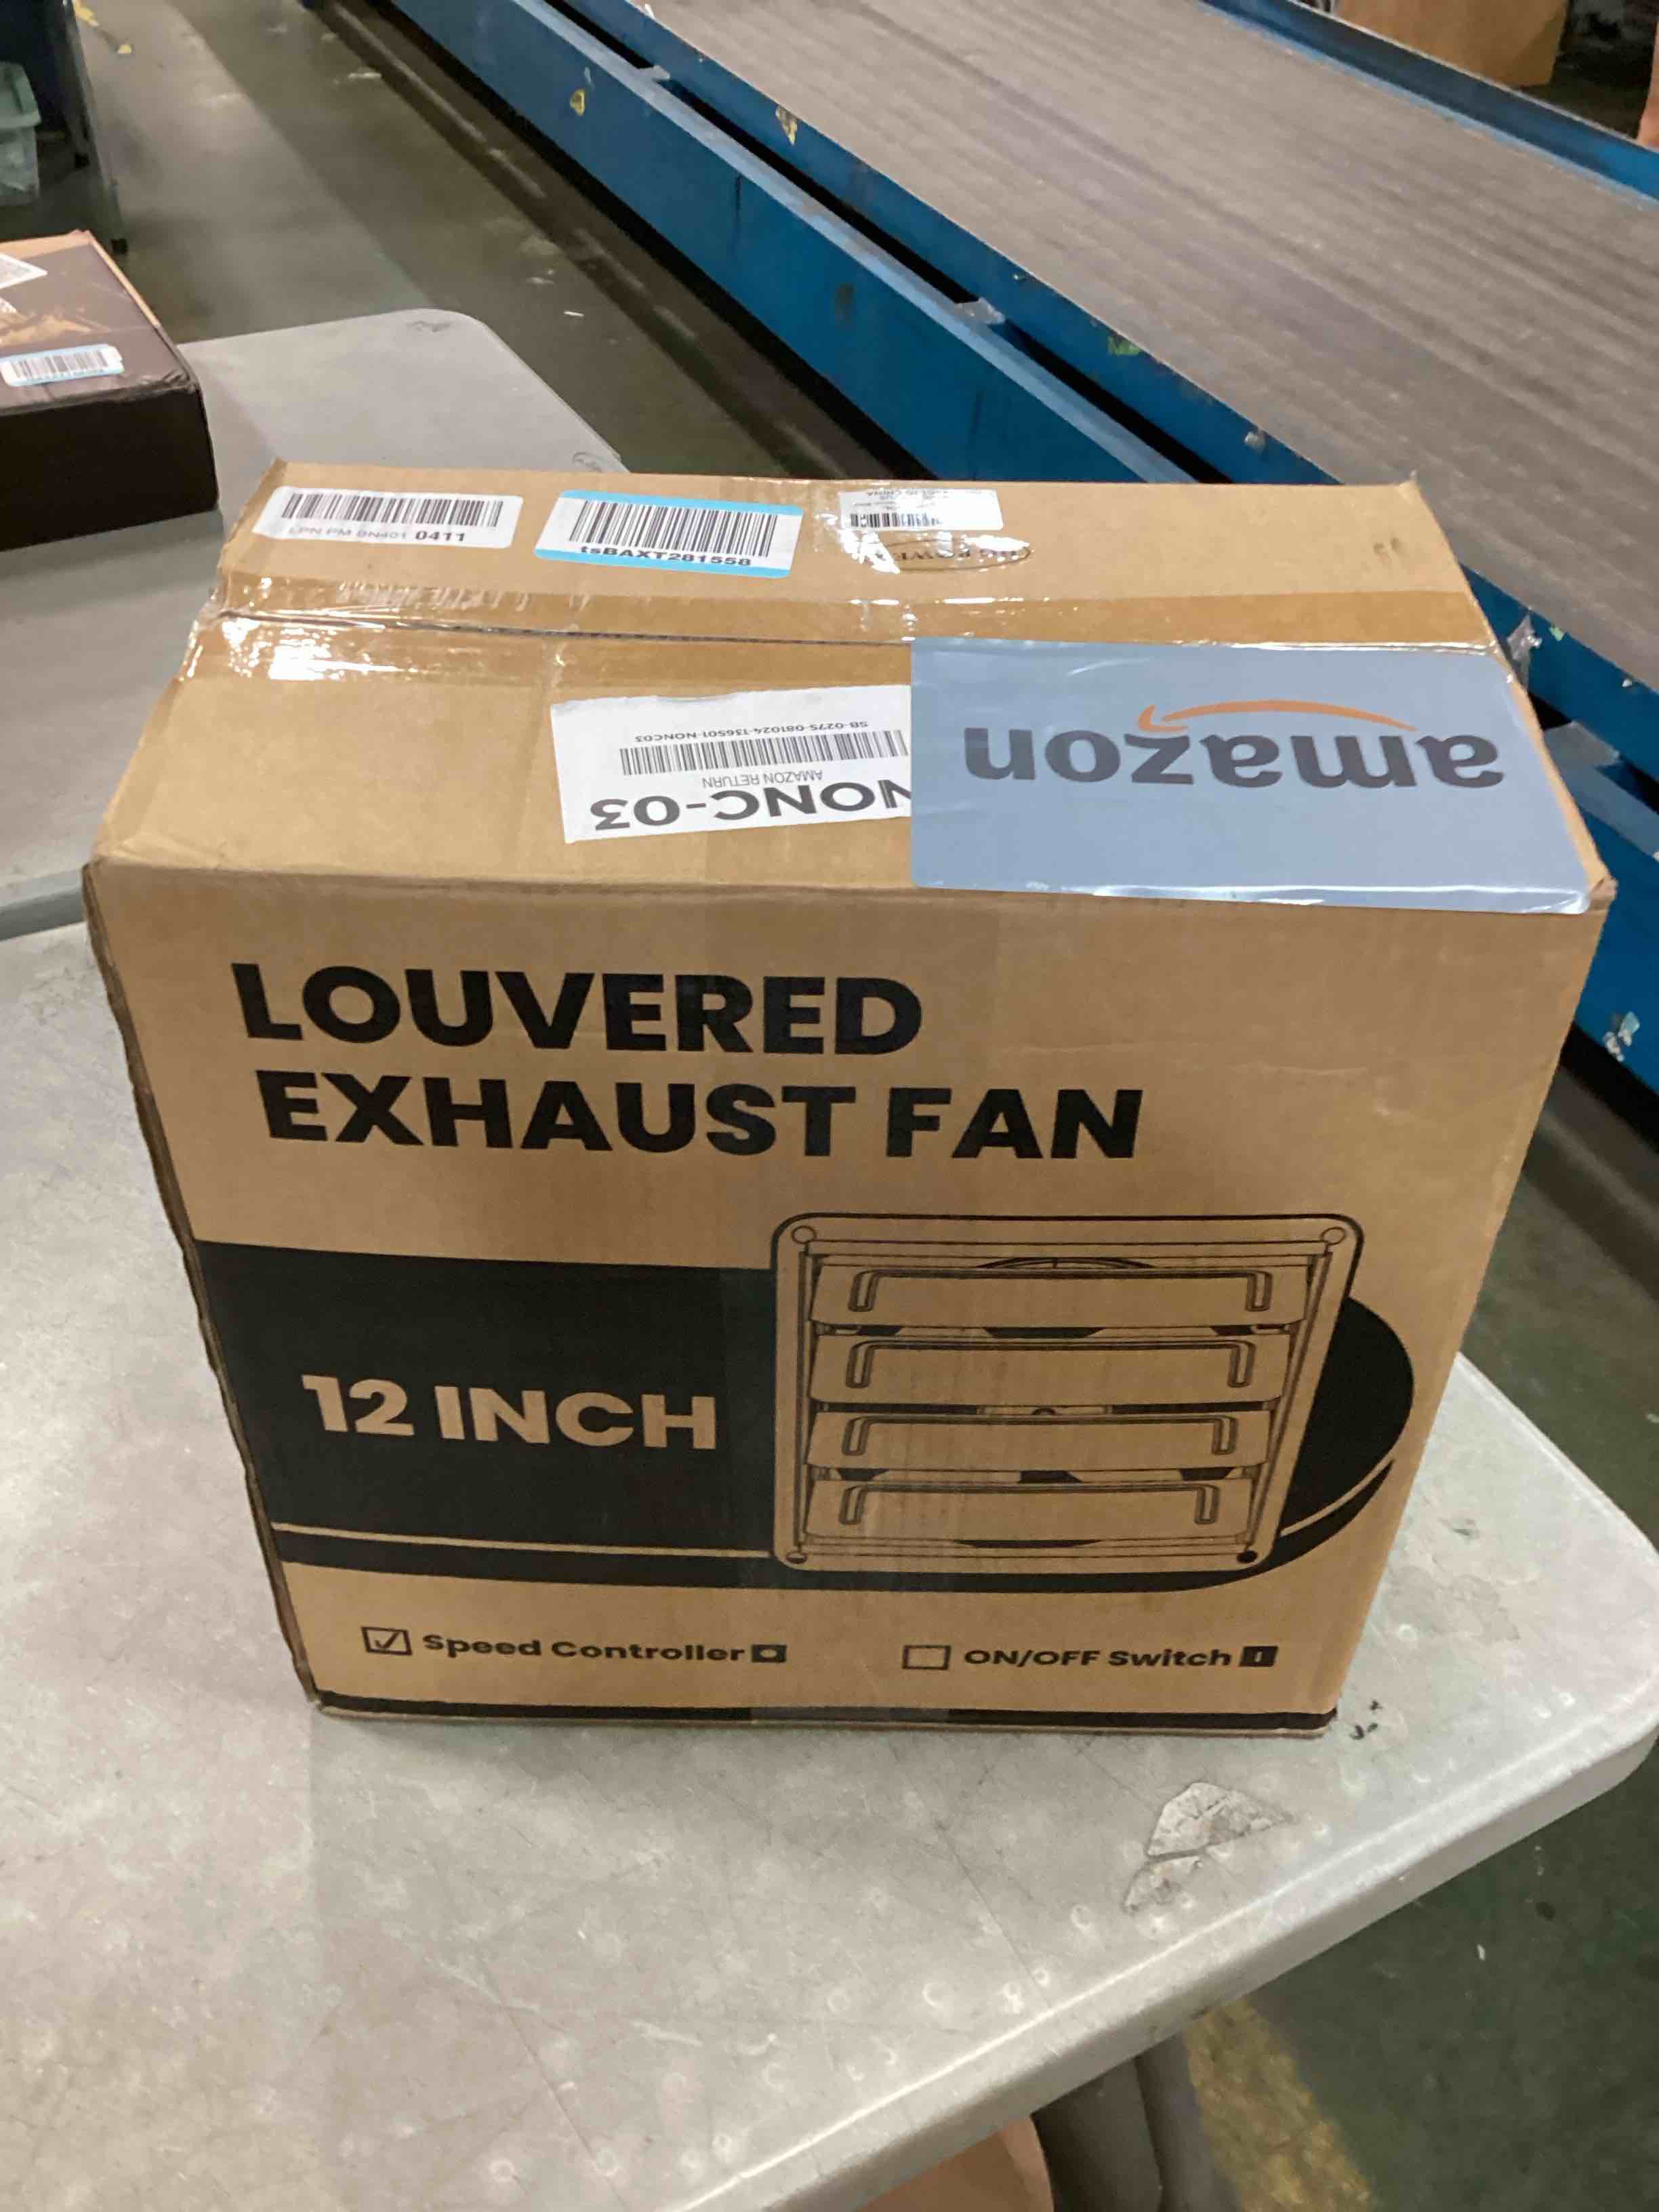 LPN PM BN401 0411
tsBAXT281558
amazon
NONC-03
AMAZON RETURN
SB-0275-081024-136501-NONC03
LOUVERED
EXHAUST FAN
12 INCH
Speed Controller
ON/OFF Switch